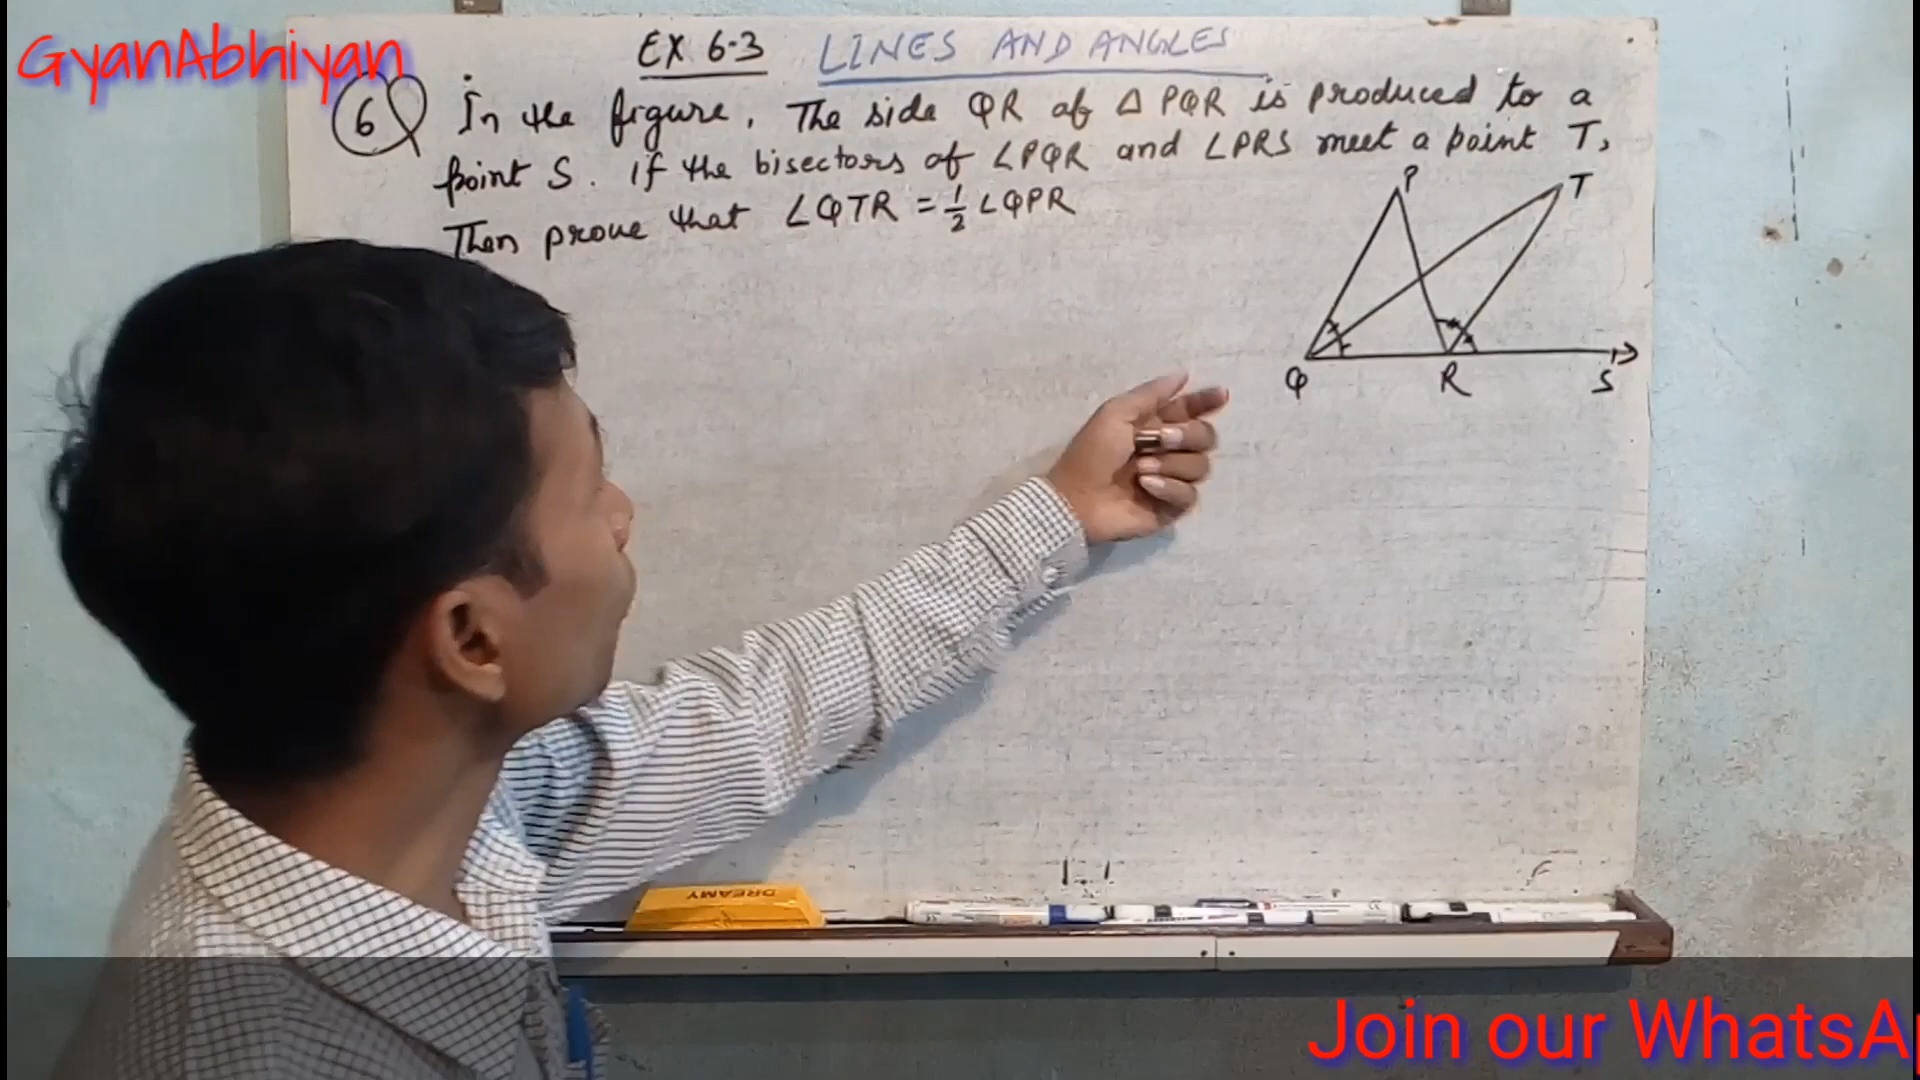 GyanAbhiyan
EX 6.3 LINES AND ANGLES
6 In the figure, The side QR of △ PQR is produced to a
point S. If the bisectors of ∠PQR and ∠PRS meet a point T,
Then prove that ∠QTR = 1/2 ∠QPR
P
T
Q
R
S
DREAMY
Join our WhatsA